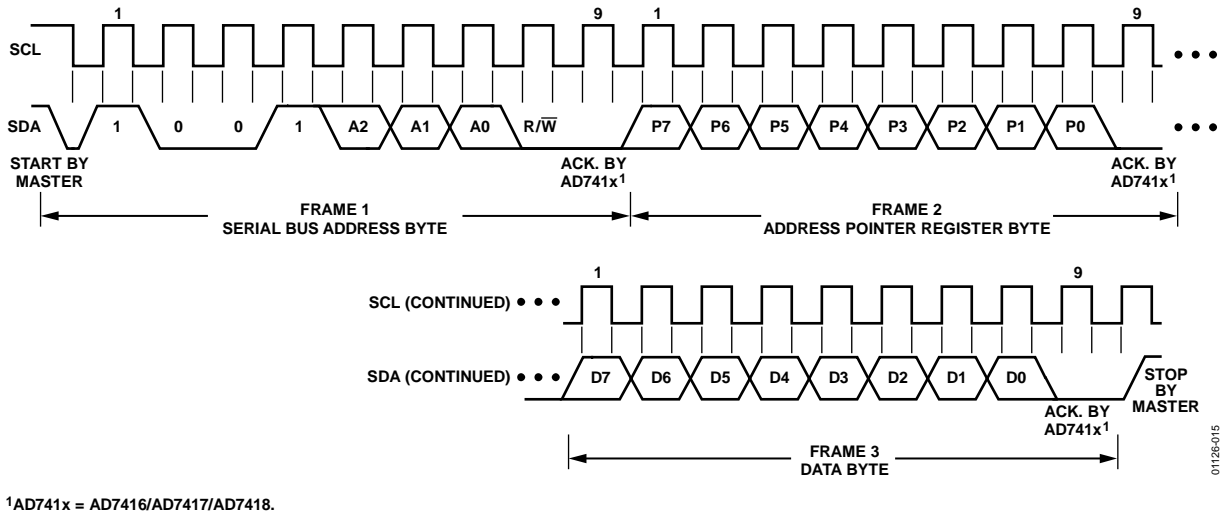 1 9 1 9
SCL
SDA 1 0 0 1 A2 A1 A0 R/W̅ P7 P6 P5 P4 P3 P2 P1 P0
START BY
MASTER
ACK. BY
AD741x¹
ACK. BY
AD741x¹
FRAME 1
SERIAL BUS ADDRESS BYTE
FRAME 2
ADDRESS POINTER REGISTER BYTE
1 9
SCL (CONTINUED)
SDA (CONTINUED) D7 D6 D5 D4 D3 D2 D1 D0
STOP
BY
MASTER
ACK. BY
AD741x¹
FRAME 3
DATA BYTE
01126-015
¹AD741x = AD7416/AD7417/AD7418.